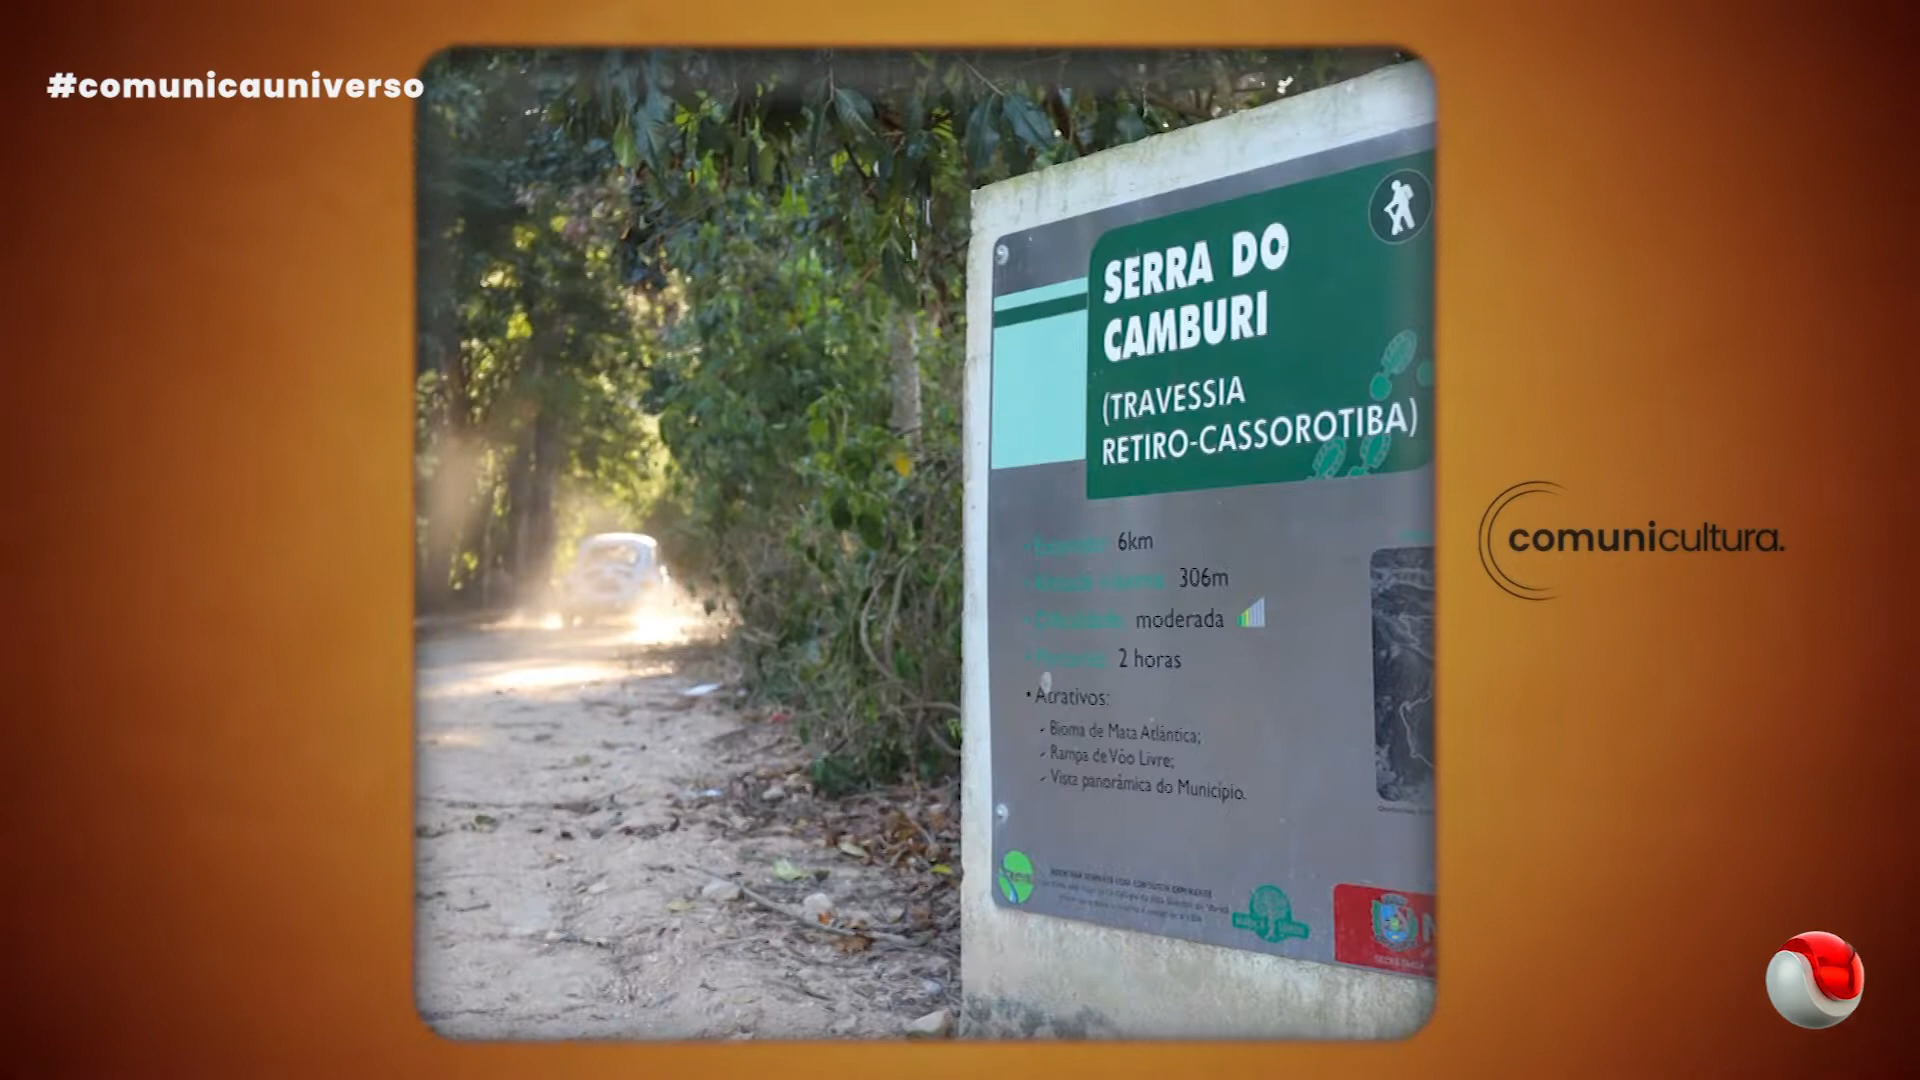 #comunicauniverso
SERRA DO
CAMBURI
(TRAVESSIA
RETIRO-CASSOROTIBA)
6km
306m
moderada
2 horas
• Atrativos:
Bioma de Mata Atlântica;
Rampa de Vôo Livre;
Vista panorâmica do Município.
comunicultura.